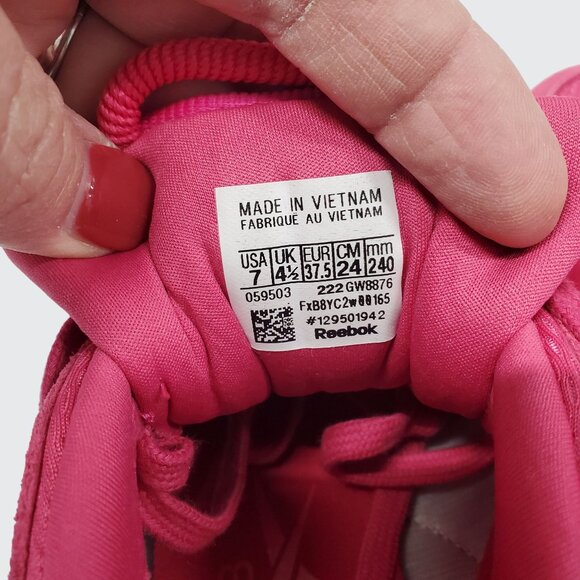 MADE IN VIETNAM
FABRIQUÉ AU VIETNAM
USA UK EUR CM mm
7 4½ 37.5 24 240
059503 222 GW8876
FxB8YC2w00165
#129501942
Reebok